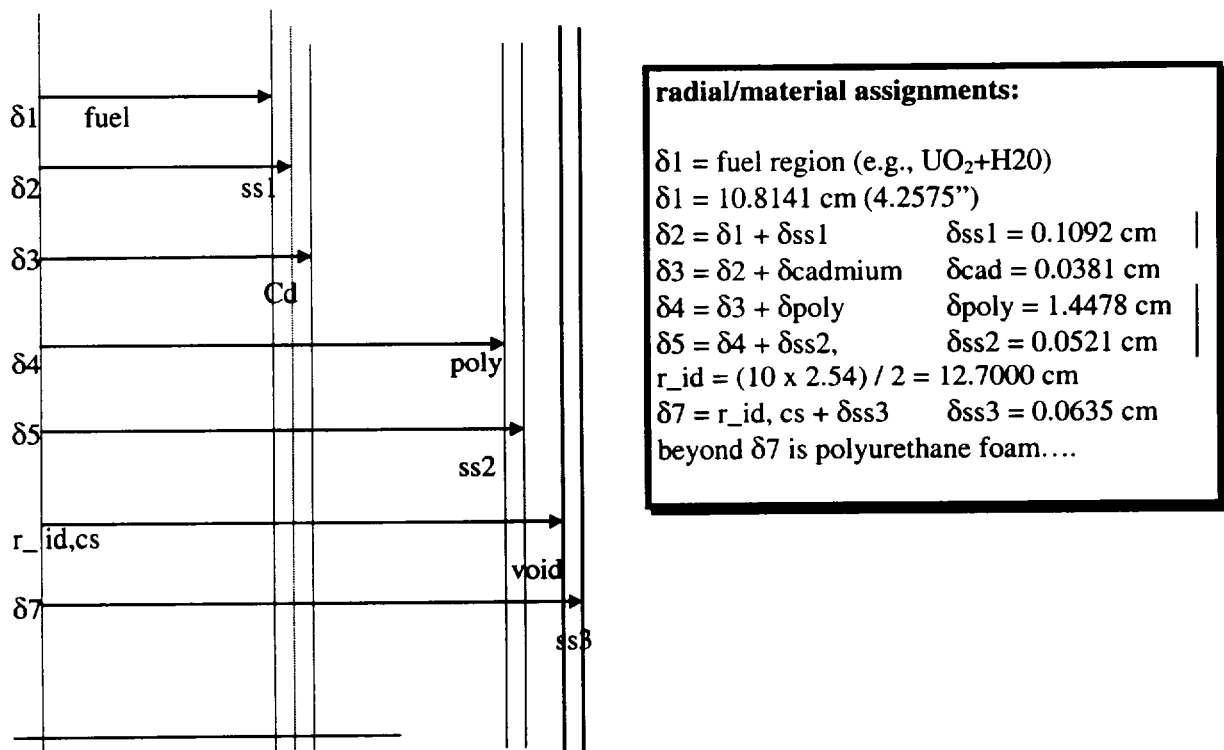 δ1 fuel
δ2 ss1
δ3
Cd
δ4 poly
δ5
ss2
r_ id,cs
void
δ7
ss3
radial/material assignments:
δ1 = fuel region (e.g., UO₂+H20)
δ1 = 10.8141 cm (4.2575”)
δ2 = δ1 + δss1 δss1 = 0.1092 cm
δ3 = δ2 + δcadmium δcad = 0.0381 cm
δ4 = δ3 + δpoly δpoly = 1.4478 cm
δ5 = δ4 + δss2, δss2 = 0.0521 cm
r_id = (10 x 2.54) / 2 = 12.7000 cm
δ7 = r_id, cs + δss3 δss3 = 0.0635 cm
beyond δ7 is polyurethane foam….